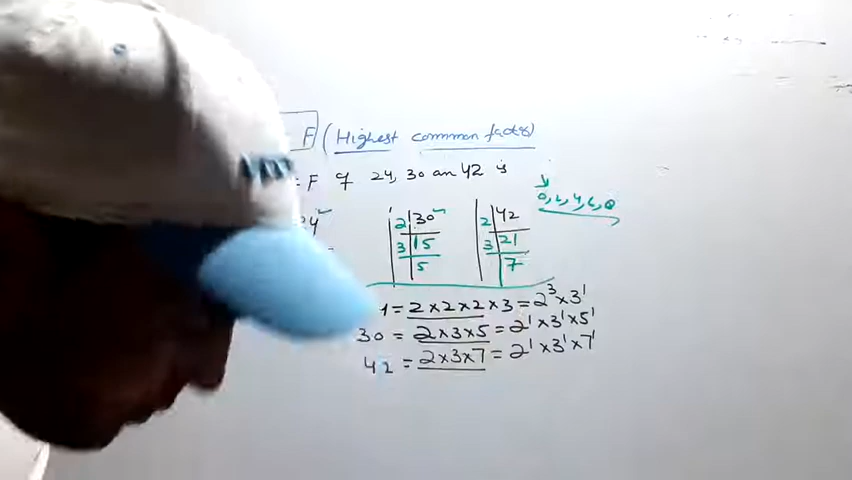 F (Highest common factor)
= F of 24, 30 an 42 is
0, 2, 4, 6, 8
2 30
3 15
5
2 42
3 21
7
= 2×2×2×3 = 2³×3¹
30 = 2×3×5 = 2¹×3¹×5¹
42 = 2×3×7 = 2¹×3¹×7¹